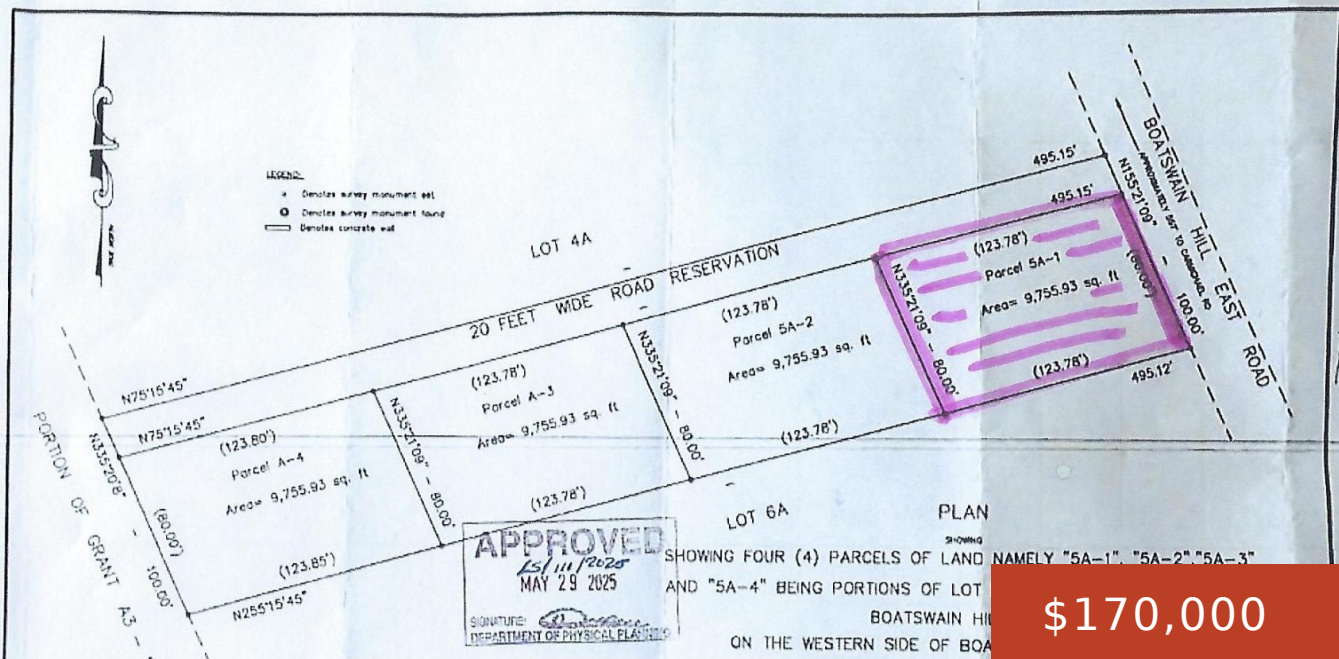 LEGEND:
Denotes survey monument set
Denotes survey monument found
Denotes concrete wall
LOT 4A
20 FEET WIDE ROAD RESERVATION
495.15'
495.15'
BOATSWAIN HILL EAST ROAD
N155°21'09" - 100.00'
(80.00')
(123.78')
Parcel 5A-1
Area= 9,755.93 sq. ft
(123.78')
495.12'
N335°21'09" - 80.00'
(123.78')
Parcel 5A-2
Area= 9,755.93 sq. ft
(123.78')
N335°21'09" - 80.00'
(123.78')
Parcel A-3
Area= 9,755.93 sq. ft
(123.78')
N335°21'09" - 80.00'
N75°15'45"
N75°15'45"
(123.80')
Parcel A-4
Area= 9,755.93 sq. ft
(123.85')
N335°20'8" - 100.00'
(80.00')
N255°15'45"
PORTION OF GRANT A3 -
LOT 6A
APPROVED
MAY 29 2025
SIGNATURE:
DEPARTMENT OF PHYSICAL PLANNING
PLAN
SHOWING
SHOWING FOUR (4) PARCELS OF LAND NAMELY "5A-1", "5A-2" "5A-3"
AND "5A-4" BEING PORTIONS OF LOT
BOATSWAIN HI
ON THE WESTERN SIDE OF BOA
$170,000